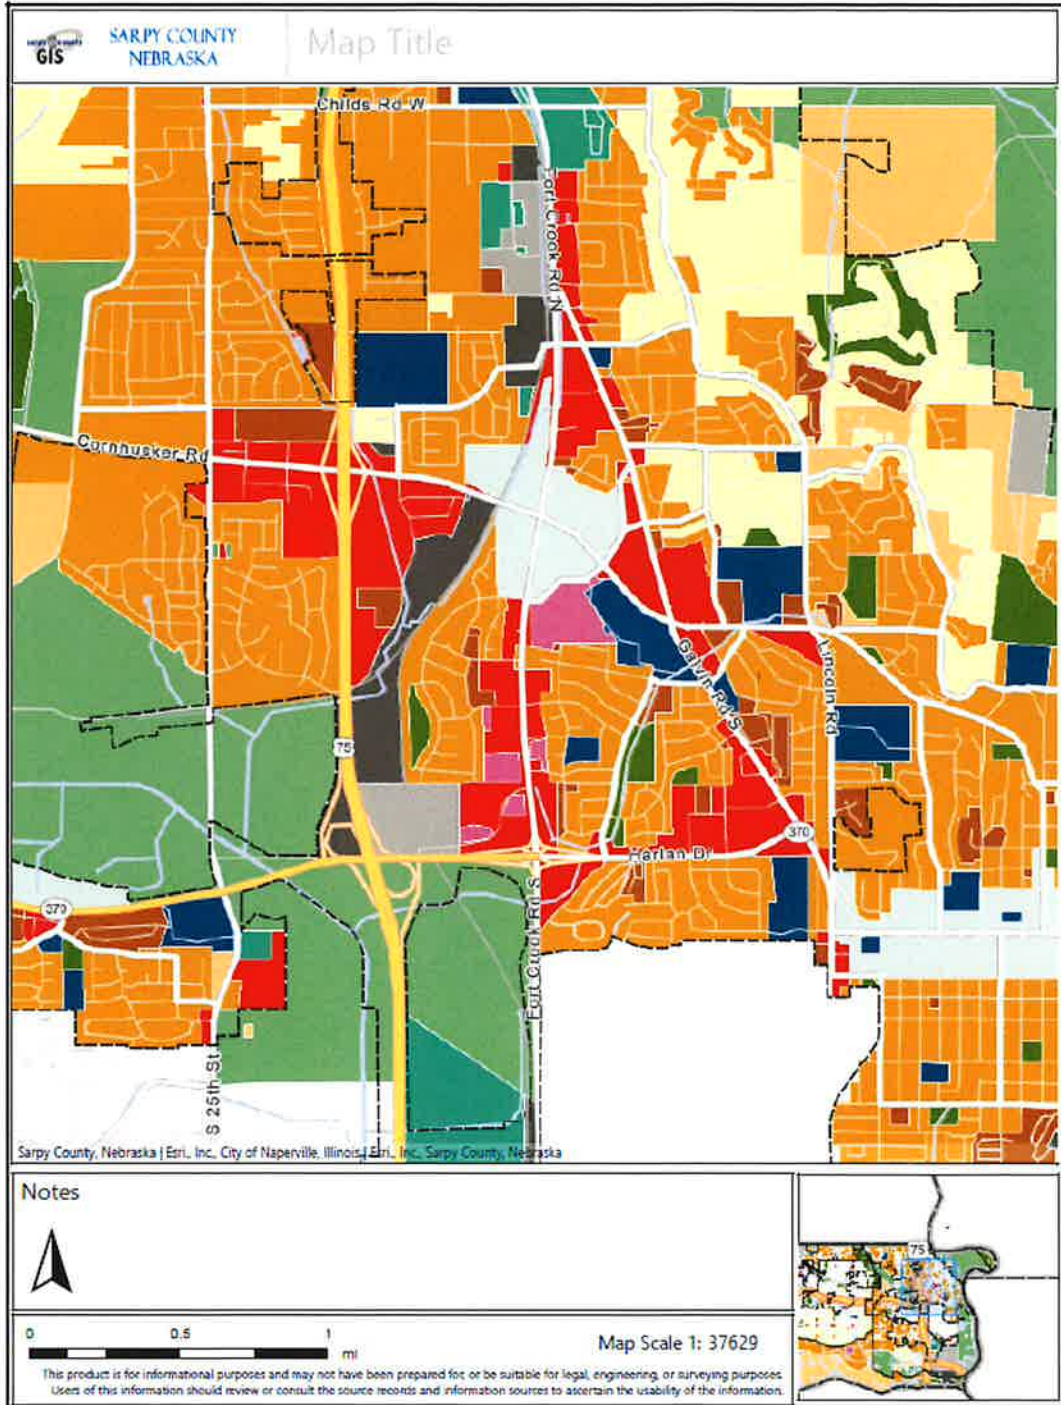 SARPY COUNTY
GIS
SARPY COUNTY
NEBRASKA
Map Title
Childs Rd W
Fort Crook Rd N
Cornhusker Rd
Galvin Rd S
Lincoln Rd
75
370
Harlan Dr
370
Fort Crook Rd S
S 25th St
Sarpy County, Nebraska | Esri., Inc., City of Naperville, Illinois | Esri., Inc., Sarpy County, Nebraska
Notes
75
0 0.5 1
mi
Map Scale 1: 37629
This product is for informational purposes and may not have been prepared for, or be suitable for legal, engineering, or surveying purposes.
Users of this information should review or consult the source records and information sources to ascertain the usability of the information.